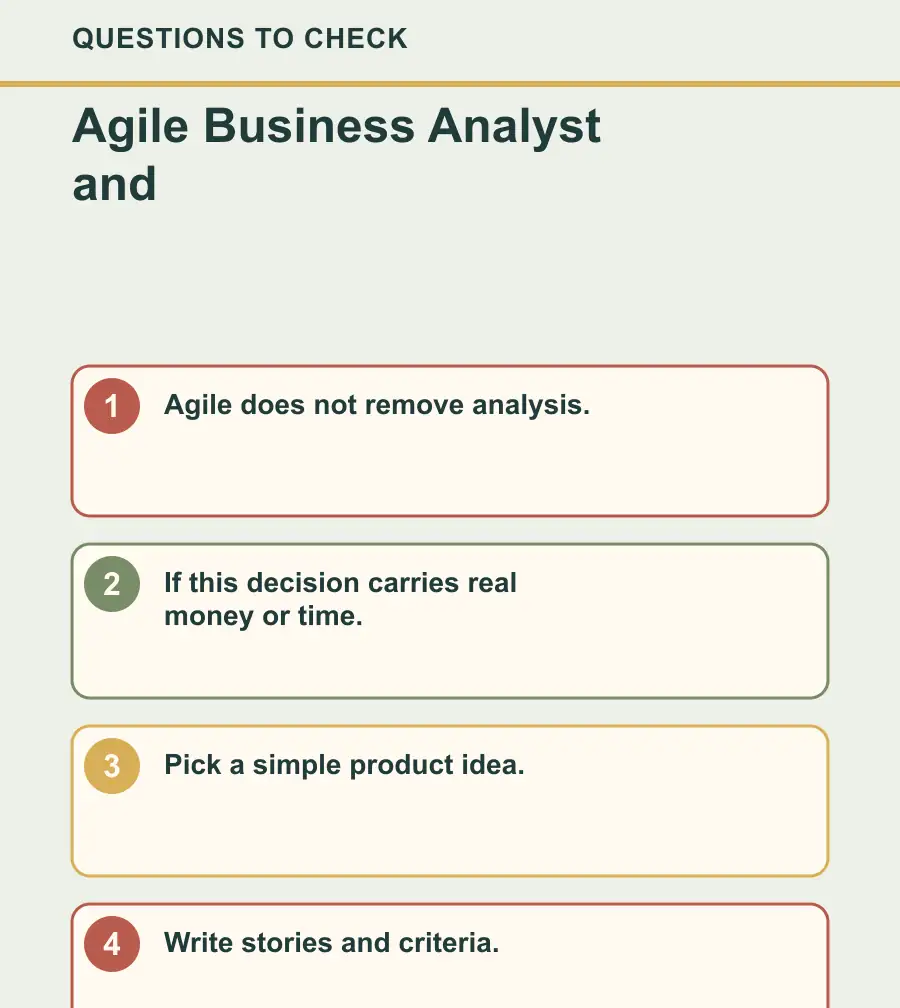 QUESTIONS TO CHECK
Agile Business Analyst
and
1
Agile does not remove analysis.
2
If this decision carries real
money or time.
3
Pick a simple product idea.
4
Write stories and criteria.